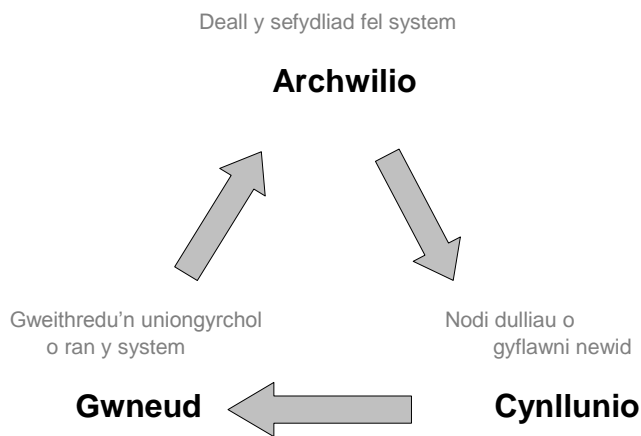 Deall y sefydliad fel system
Archwilio
Gweithredu'n uniongyrchol
o ran y system
Gwneud
Nodi dulliau o
gyflawni newid
Cynllunio